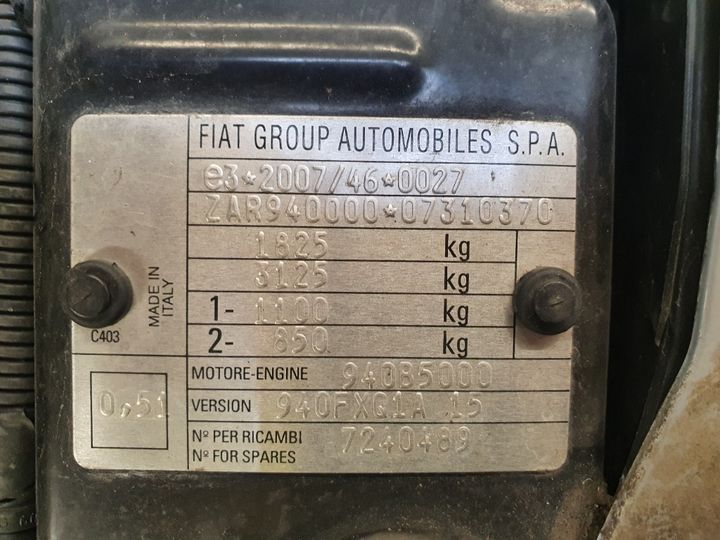 FIAT GROUP AUTOMOBILES S.P.A.
e3*2007/46*0027
ZAR940000*07310370
1825 kg
3125 kg
1- 1100 kg
2- 850 kg
MADE IN ITALY
C403
MOTORE-ENGINE 940B5000
0,51
VERSION 940FXG1A 15
Nº PER RICAMBI
Nº FOR SPARES 7240489